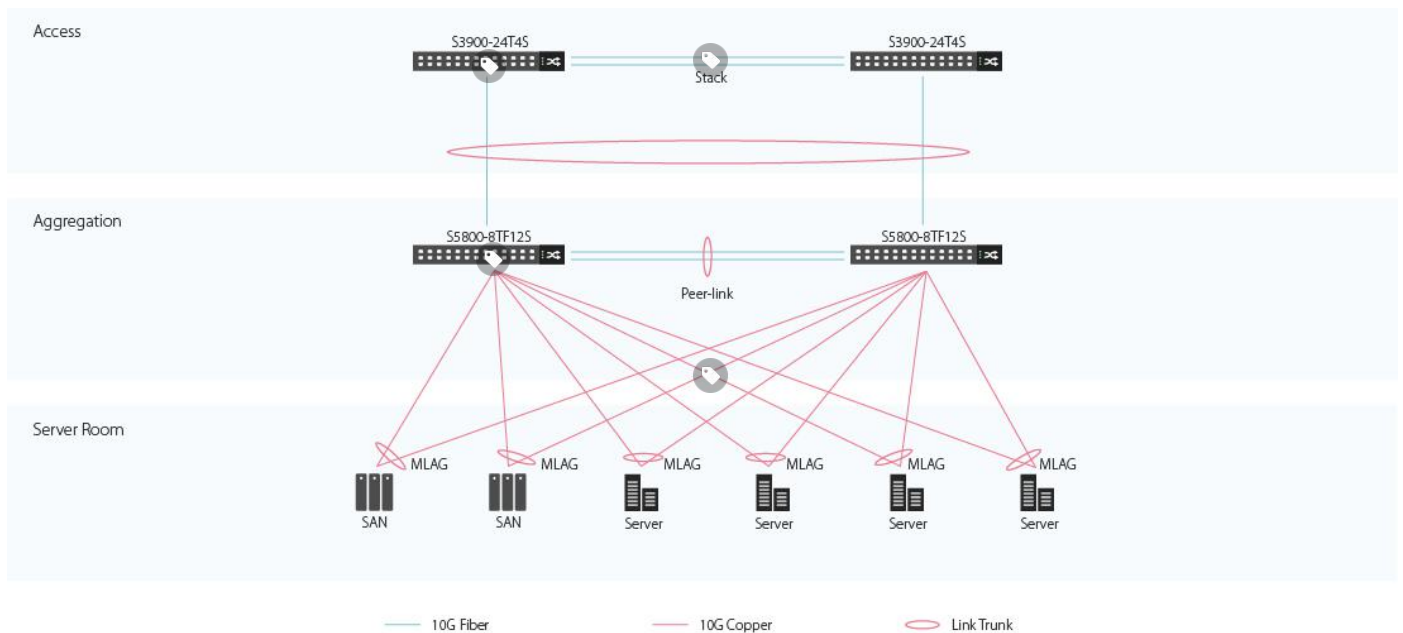 Access
S3900-24T4S
S3900-24T4S
Stack
Aggregation
S5800-8TF12S
S5800-8TF12S
Peer-link
Server Room
MLAG
MLAG
MLAG
MLAG
MLAG
MLAG
SAN
SAN
Server
Server
Server
Server
10G Fiber
10G Copper
Link Trunk